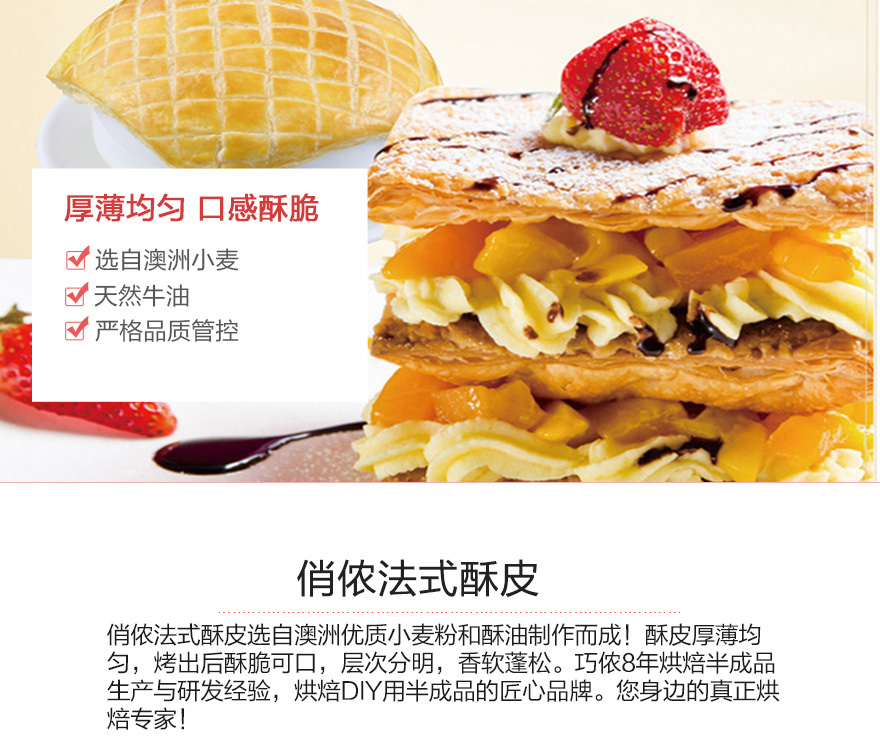 厚薄均匀 口感酥脆
选自澳洲小麦
天然牛油
严格品质管控
俏侬法式酥皮
俏侬法式酥皮选自澳洲优质小麦粉和酥油制作而成！酥皮厚薄均
匀，烤出后酥脆可口，层次分明，香软蓬松。巧侬8年烘焙半成品
生产与研发经验，烘焙DIY用半成品的匠心品牌。您身边的真正烘
焙专家！